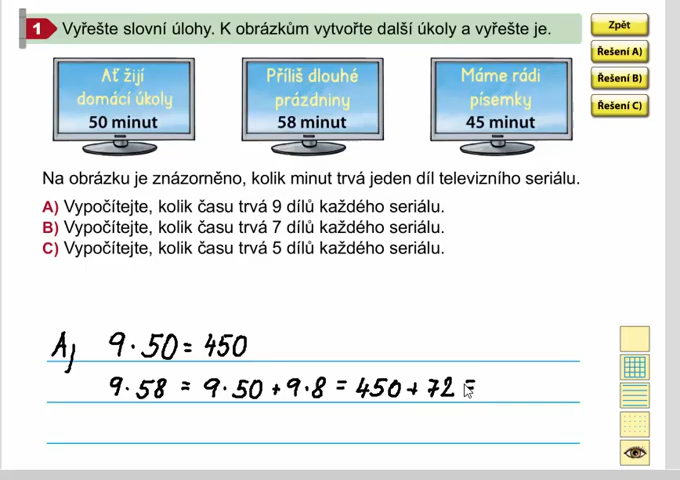 1 Vyřešte slovní úlohy. K obrázkům vytvořte další úkoly a vyřešte je.
Zpět
Řešení A)
Řešení B)
Řešení C)
Ať žijí
domácí úkoly
50 minut
Příliš dlouhé
prázdniny
58 minut
Máme rádi
písemky
45 minut
Na obrázku je znázorněno, kolik minut trvá jeden díl televizního seriálu.
A) Vypočítejte, kolik času trvá 9 dílů každého seriálu.
B) Vypočítejte, kolik času trvá 7 dílů každého seriálu.
C) Vypočítejte, kolik času trvá 5 dílů každého seriálu.
A) 9·50 = 450
9·58 = 9·50 + 9·8 = 450 + 72 =